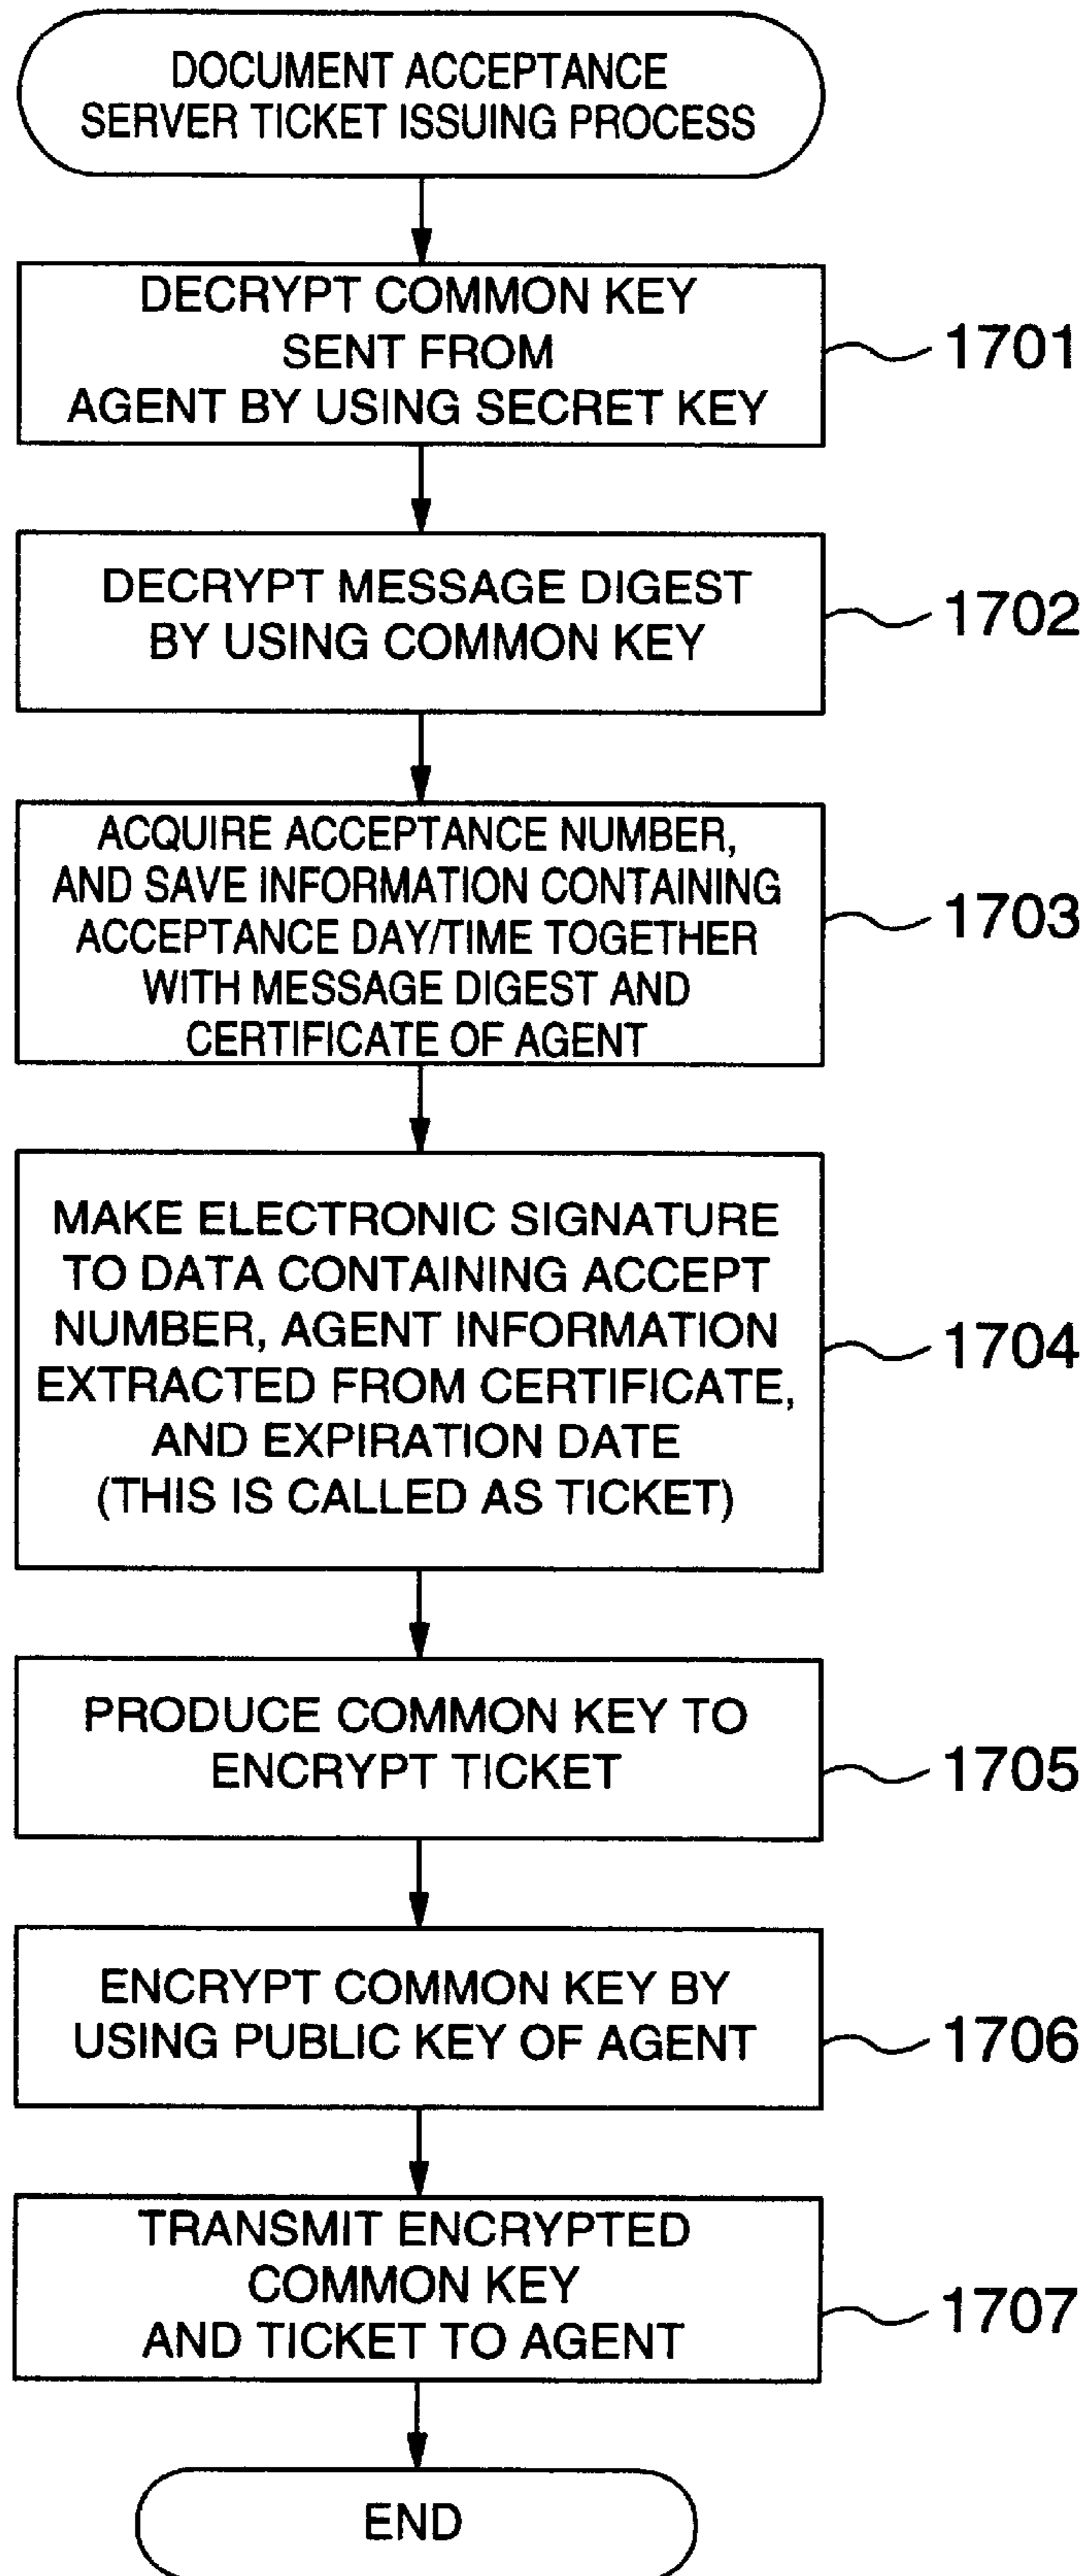 DOCUMENT ACCEPTANCE
SERVER TICKET ISSUING PROCESS
DECRYPT COMMON KEY
SENT FROM
AGENT BY USING SECRET KEY
1701
DECRYPT MESSAGE DIGEST
BY USING COMMON KEY
1702
ACQUIRE ACCEPTANCE NUMBER,
AND SAVE INFORMATION CONTAINING
ACCEPTANCE DAY/TIME TOGETHER
WITH MESSAGE DIGEST AND
CERTIFICATE OF AGENT
1703
MAKE ELECTRONIC SIGNATURE
TO DATA CONTAINING ACCEPT
NUMBER, AGENT INFORMATION
EXTRACTED FROM CERTIFICATE,
AND EXPIRATION DATE
(THIS IS CALLED AS TICKET)
1704
PRODUCE COMMON KEY TO
ENCRYPT TICKET
1705
ENCRYPT COMMON KEY BY
USING PUBLIC KEY OF AGENT
1706
TRANSMIT ENCRYPTED
COMMON KEY
AND TICKET TO AGENT
1707
END